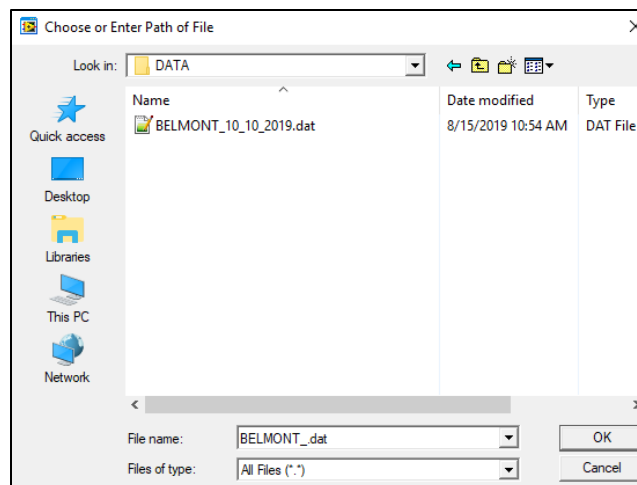 Choose or Enter Path of File
Look in: DATA
Name Date modified Type
BELMONT_10_10_2019.dat 8/15/2019 10:54 AM DAT File
Quick access
Desktop
Libraries
This PC
Network
File name: BELMONT_.dat OK
Files of type: All Files (*.*) Cancel